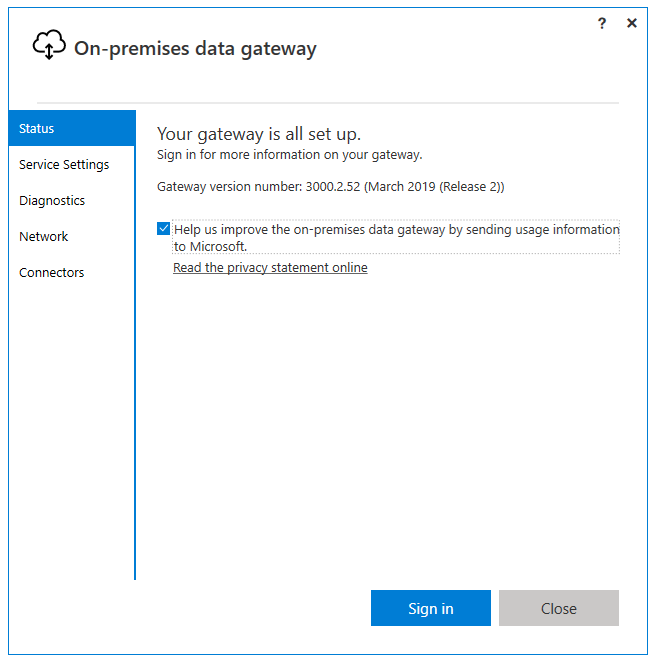 ? ×
On-premises data gateway
Status
Service Settings
Diagnostics
Network
Connectors
Your gateway is all set up.
Sign in for more information on your gateway.
Gateway version number: 3000.2.52 (March 2019 (Release 2))
Help us improve the on-premises data gateway by sending usage information
to Microsoft.
Read the privacy statement online
Sign in
Close